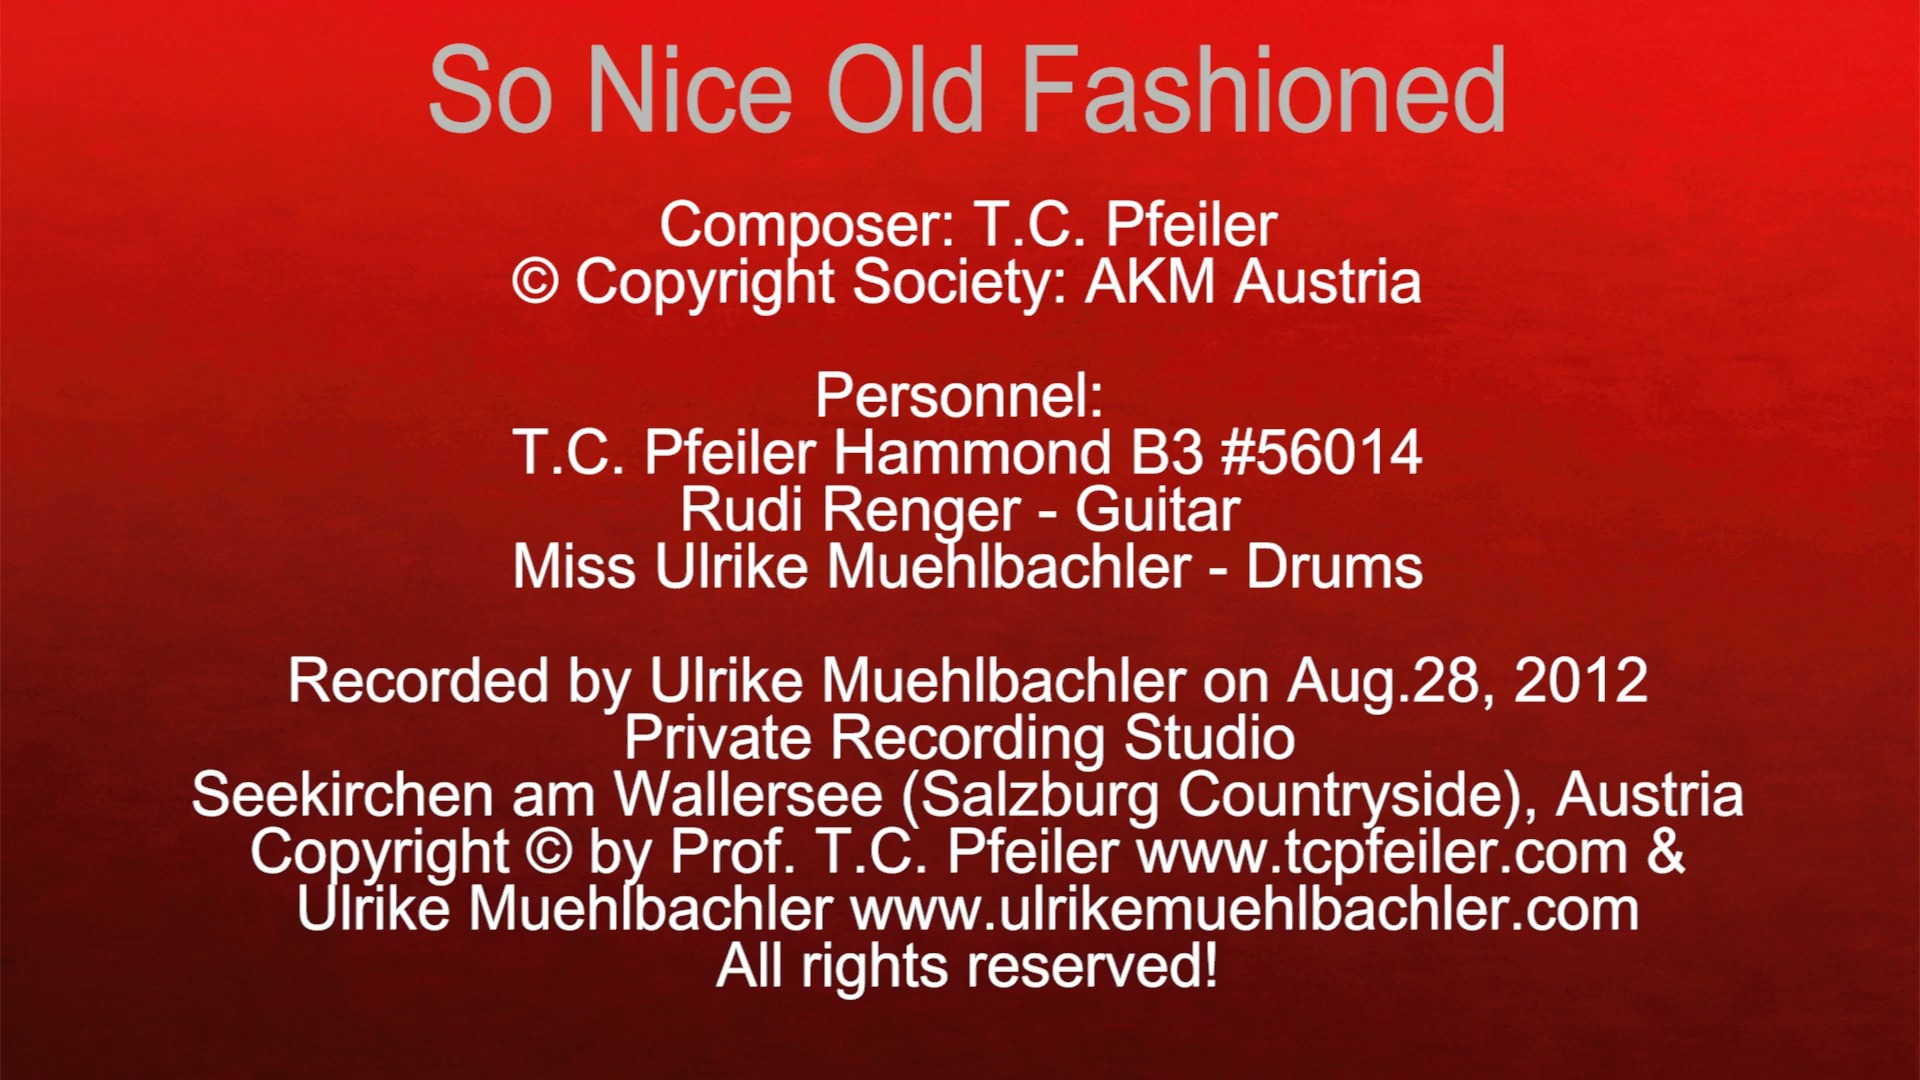 So Nice Old Fashioned
Composer: T.C. Pfeiler
© Copyright Society: AKM Austria
Personnel:
T.C. Pfeiler Hammond B3 #56014
Rudi Renger - Guitar
Miss Ulrike Muehlbachler - Drums
Recorded by Ulrike Muehlbachler on Aug.28, 2012
Private Recording Studio
Seekirchen am Wallersee (Salzburg Countryside), Austria
Copyright © by Prof. T.C. Pfeiler www.tcpfeiler.com &
Ulrike Muehlbachler www.ulrikemuehlbachler.com
All rights reserved!